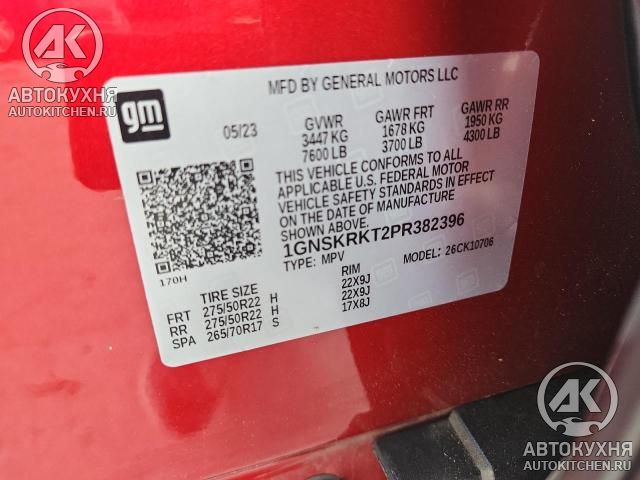 AK
АВТОКУХНЯ
AUTOKITCHEN.RU
gm
MFD BY GENERAL MOTORS LLC
05/23 GVWR GAWR FRT GAWR RR
3447 KG 1678 KG 1950 KG
7600 LB 3700 LB 4300 LB
THIS VEHICLE CONFORMS TO ALL
APPLICABLE U.S. FEDERAL MOTOR
VEHICLE SAFETY STANDARDS IN EFFECT
ON THE DATE OF MANUFACTURE
1GNSKRKT2PR382396
TYPE: MPV MODEL: 26CK10706
170H
TIRE SIZE RIM
FRT 275/50R22 H 22X9J
RR 275/50R22 H 22X9J
SPA 265/70R17 S 17X8J
AK
АВТОКУХНЯ
AUTOKITCHEN.RU